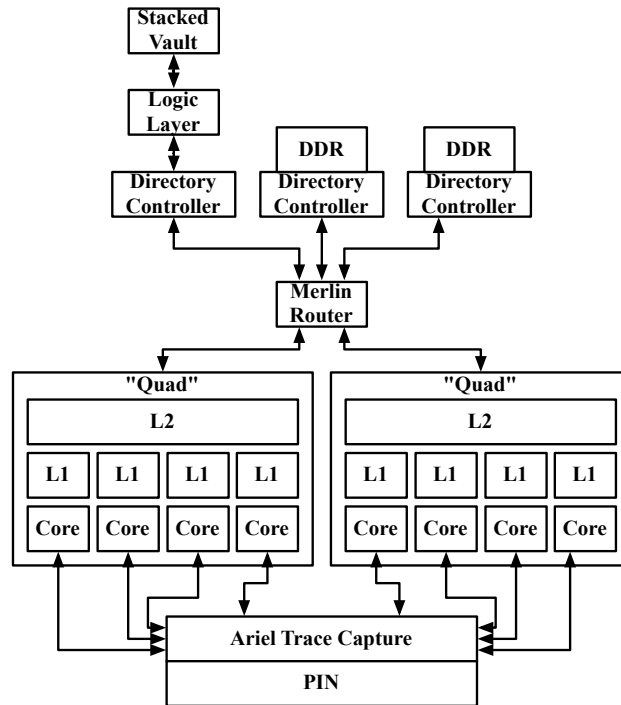 Stacked
Vault
Logic
Layer
DDR
DDR
Directory
Controller
Directory
Controller
Directory
Controller
Merlin
Router
"Quad"
"Quad"
L2
L2
L1
L1
L1
L1
L1
L1
L1
L1
Core
Core
Core
Core
Core
Core
Core
Core
Ariel Trace Capture
PIN